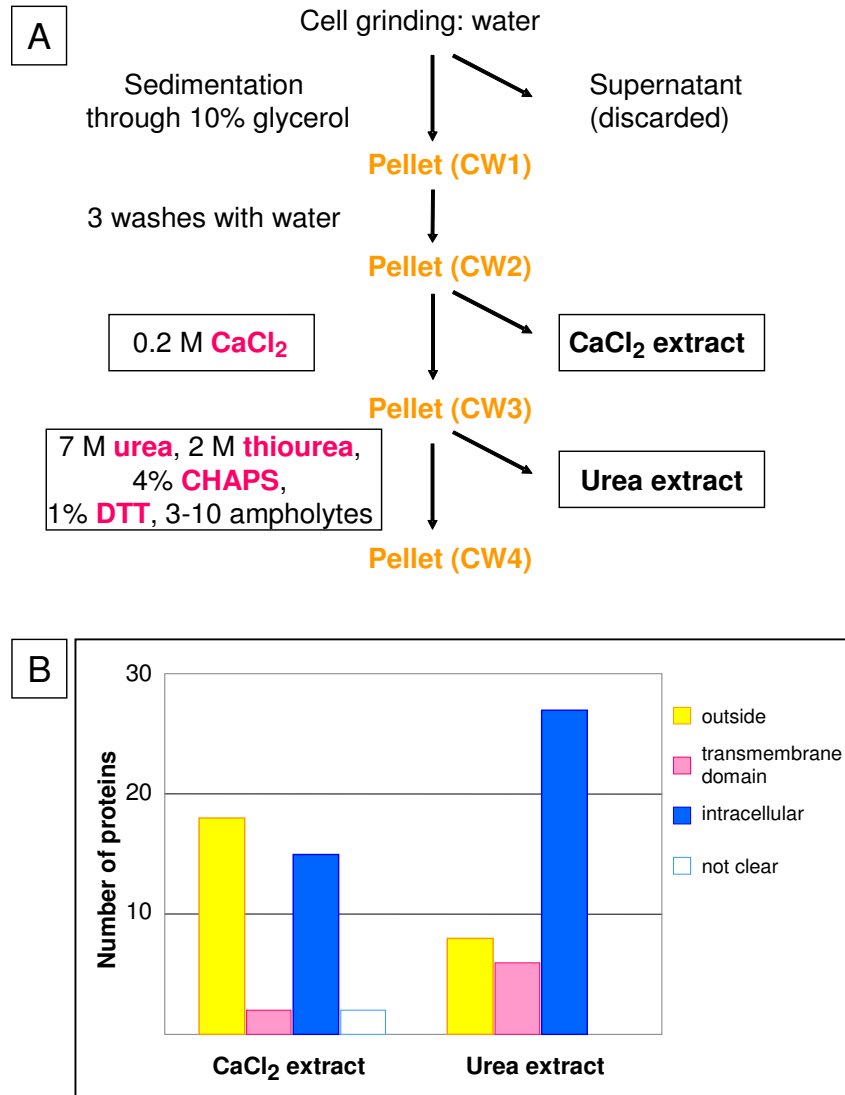 A
Cell grinding: water
Sedimentation
through 10% glycerol
Supernatant
(discarded)
Pellet (CW1)
3 washes with water
Pellet (CW2)
0.2 M CaCl₂
CaCl₂ extract
Pellet (CW3)
7 M urea, 2 M thiourea,
4% CHAPS,
1% DTT, 3-10 ampholytes
Urea extract
Pellet (CW4)
B
Number of proteins
30
20
10
CaCl₂ extract
Urea extract
outside
transmembrane
domain
intracellular
not clear